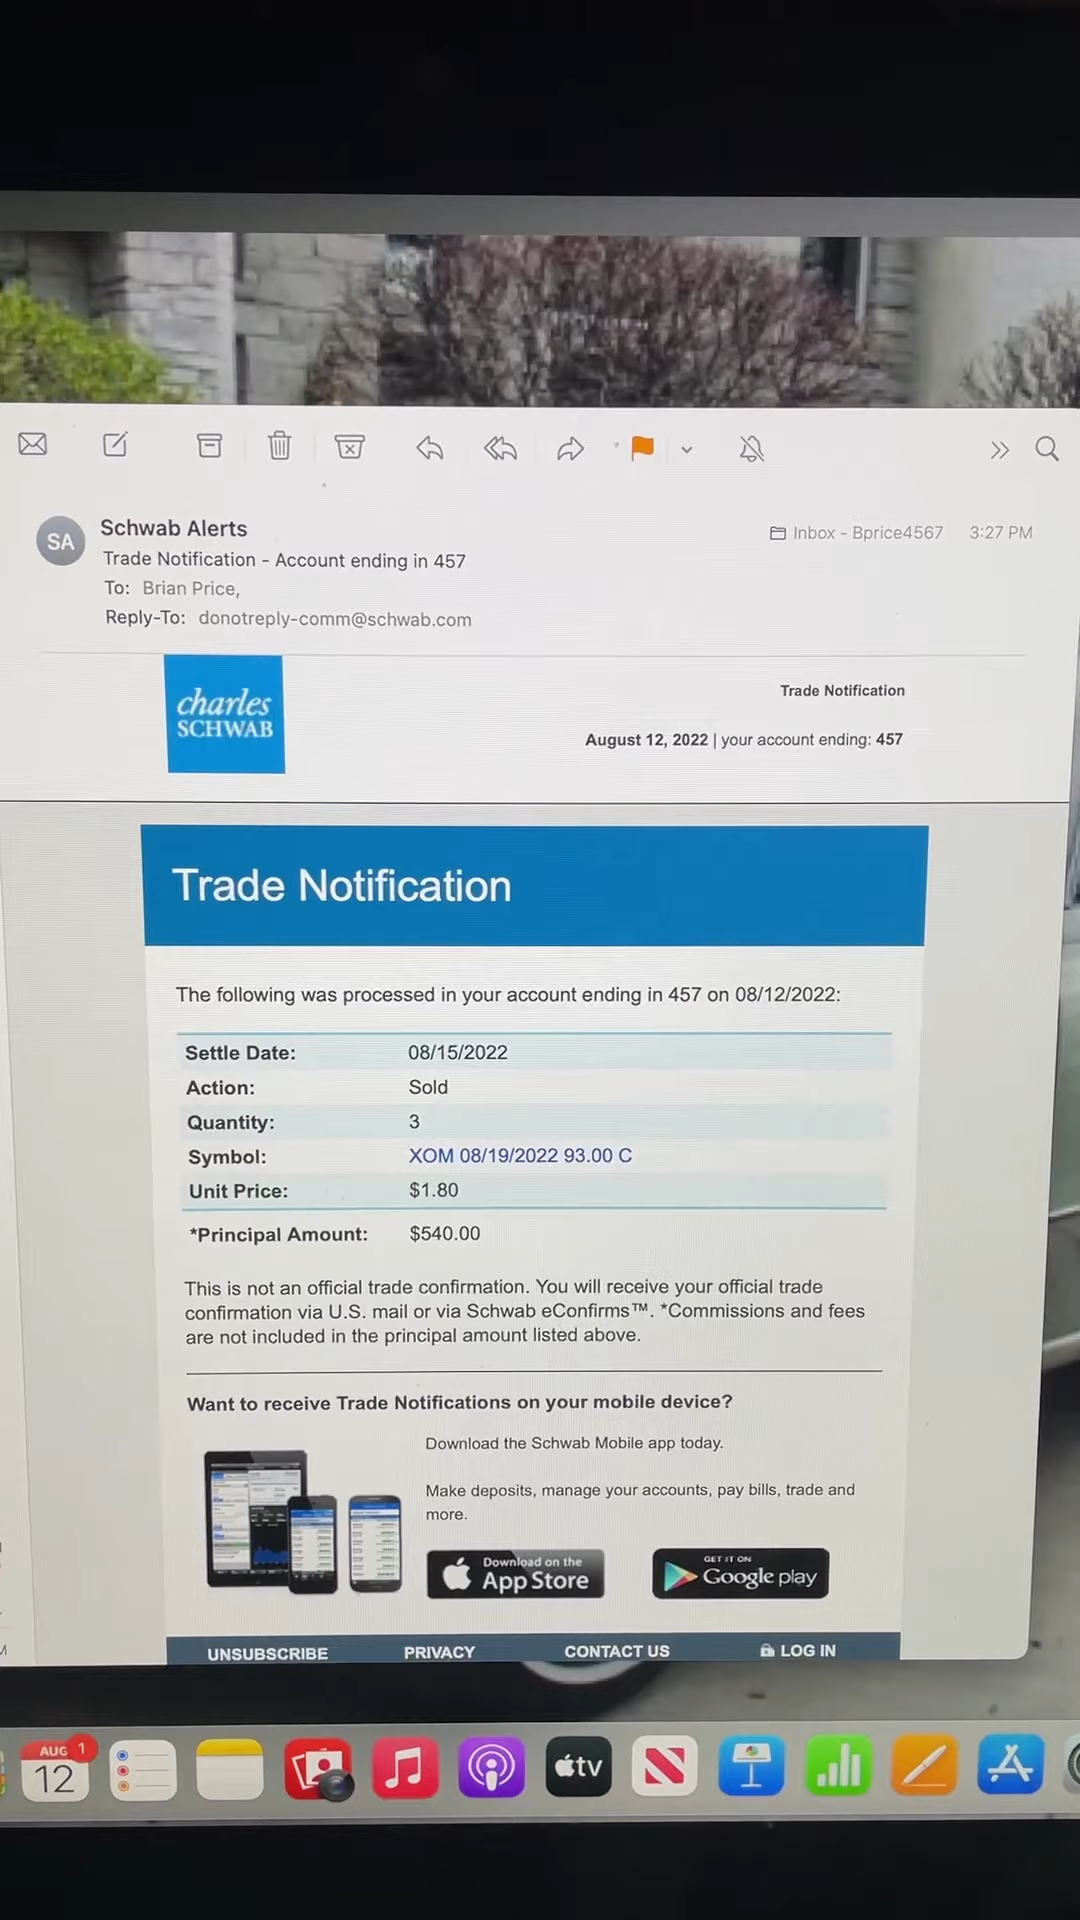 SA
Schwab Alerts
Inbox - Bprice4567 3:27 PM
Trade Notification - Account ending in 457
To: Brian Price,
Reply-To: donotreply-comm@schwab.com
charles
SCHWAB
Trade Notification
August 12, 2022 | your account ending: 457
Trade Notification
The following was processed in your account ending in 457 on 08/12/2022:
Settle Date: 08/15/2022
Action: Sold
Quantity: 3
Symbol: XOM 08/19/2022 93.00 C
Unit Price: $1.80
*Principal Amount: $540.00
This is not an official trade confirmation. You will receive your official trade
confirmation via U.S. mail or via Schwab eConfirms™. *Commissions and fees
are not included in the principal amount listed above.
Want to receive Trade Notifications on your mobile device?
Download the Schwab Mobile app today.
Make deposits, manage your accounts, pay bills, trade and
more.
Download on the
App Store
GET IT ON
Google play
UNSUBSCRIBE PRIVACY CONTACT US LOG IN
AUG 1
12
tv